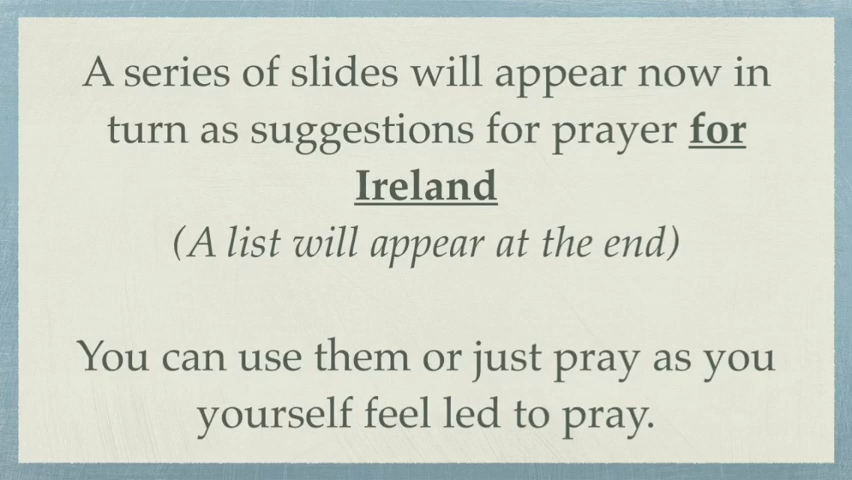 A series of slides will appear now in
turn as suggestions for prayer for
Ireland
(A list will appear at the end)
You can use them or just pray as you
yourself feel led to pray.